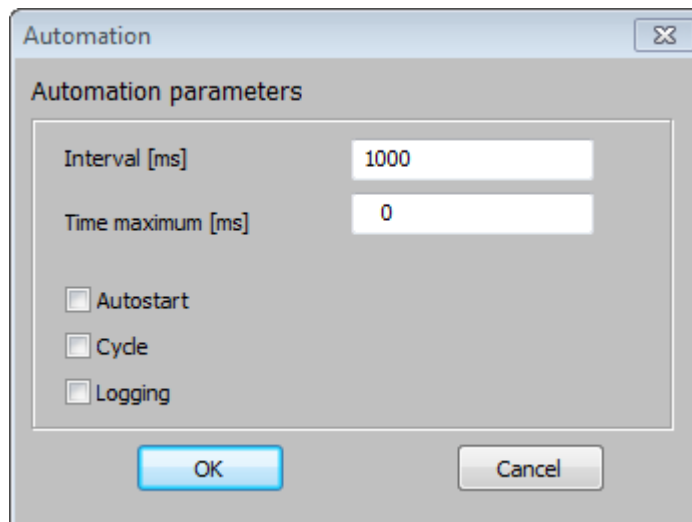 Automation
Automation parameters
Interval [ms] 1000
Time maximum [ms] 0
Autostart
Cycle
Logging
OK Cancel